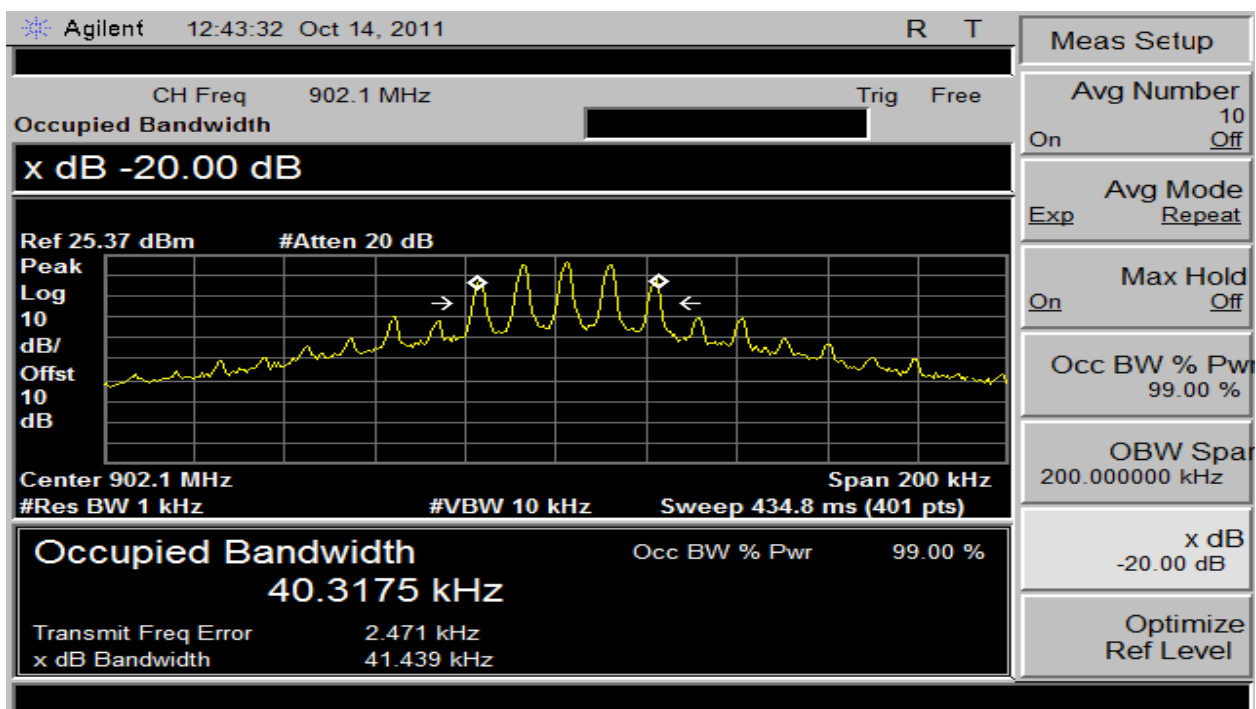 Agilent 12:43:32 Oct 14, 2011 R T
CH Freq 902.1 MHz Trig Free
Occupied Bandwidth
x dB -20.00 dB
Ref 25.37 dBm #Atten 20 dB
Peak
Log
10
dB/
Offst
10
dB
Center 902.1 MHz Span 200 kHz
#Res BW 1 kHz #VBW 10 kHz Sweep 434.8 ms (401 pts)
Occupied Bandwidth Occ BW % Pwr 99.00 %
40.3175 kHz
Transmit Freq Error 2.471 kHz
x dB Bandwidth 41.439 kHz
Meas Setup
Avg Number
10
On Off
Avg Mode
Exp Repeat
Max Hold
On Off
Occ BW % Pwr
99.00 %
OBW Span
200.000000 kHz
x dB
-20.00 dB
Optimize
Ref Level